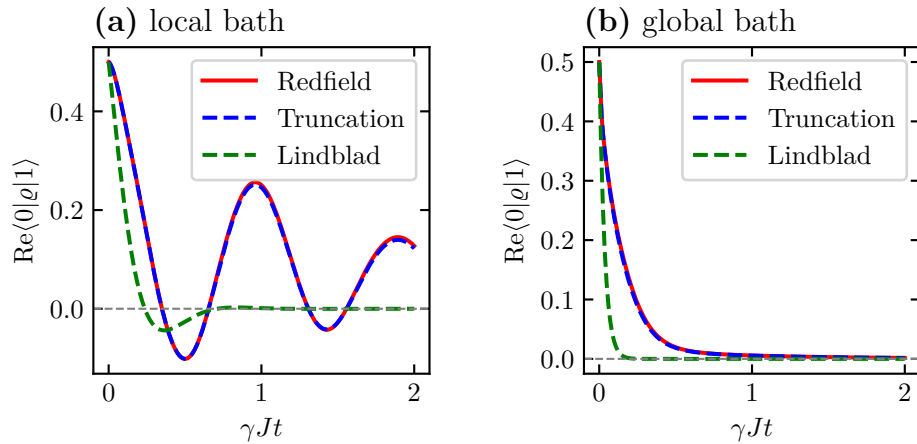 (a) local bath
Re⟨0|ϱ|1⟩
0.4
0.2
0.0
Redfield
Truncation
Lindblad
0 1 2
γJt
(b) global bath
Re⟨0|ϱ|1⟩
0.5
0.4
0.3
0.2
0.1
0.0
Redfield
Truncation
Lindblad
0 1 2
γJt